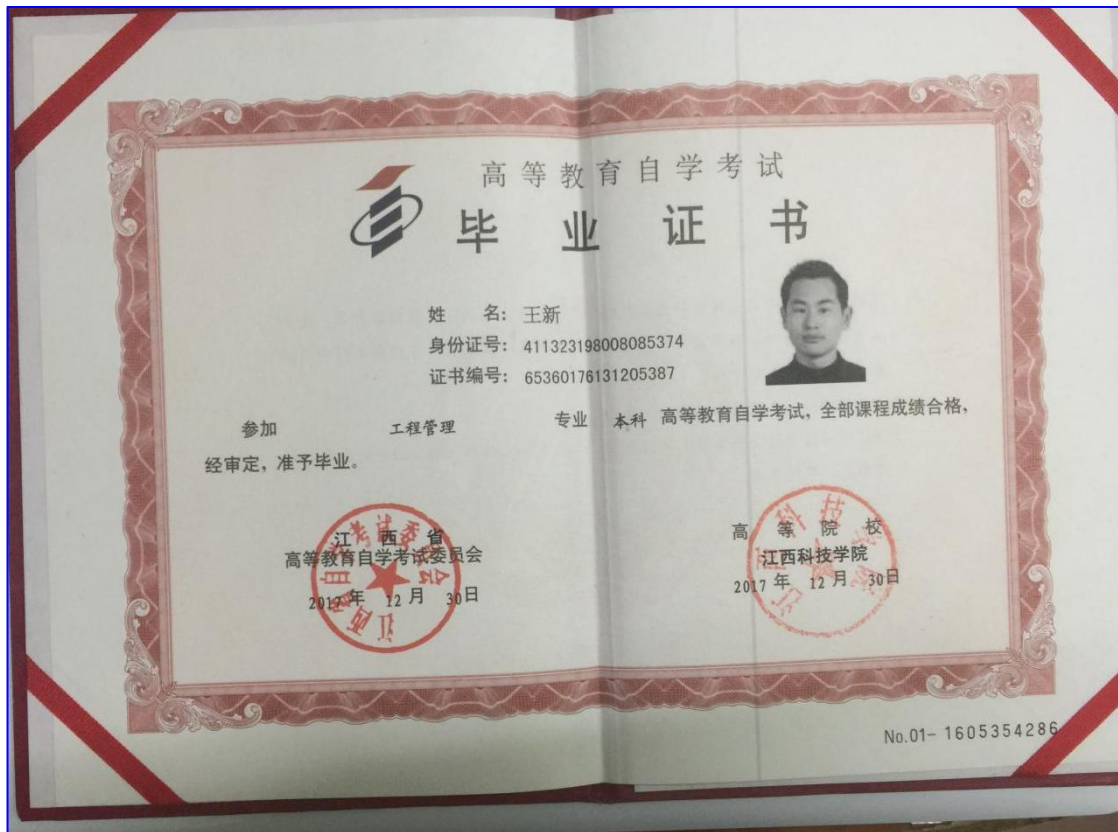 高等教育自学考试
毕业证书
姓 名: 王新
身份证号: 411323198008085374
证书编号: 65360176131205387
参加 工程管理 专业 本科 高等教育自学考试, 全部课程成绩合格,
经审定, 准予毕业。
江西省
高等教育自学考试委员会
2017 年 12 月 30日
高等院校
江西科技学院
2017 年 12 月 30日
No.01- 1605354286